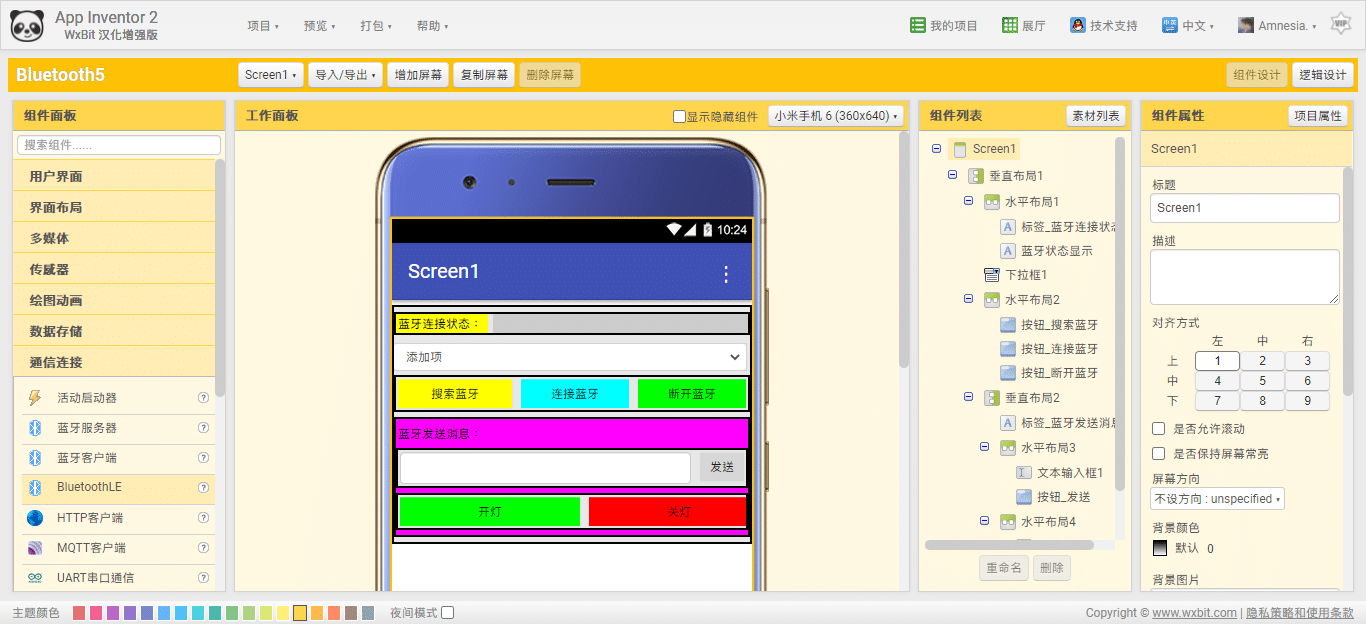 App Inventor 2
WxBit 汉化增强版
项目
预览
打包
帮助
我的项目
展厅
技术支持
中文
Amnesia.
VIP
Bluetooth5
Screen1
导入/导出
增加屏幕
复制屏幕
删除屏幕
组件设计
逻辑设计
组件面板
搜索组件......
用户界面
界面布局
多媒体
传感器
绘图动画
数据存储
通信连接
活动启动器
蓝牙服务器
蓝牙客户端
BluetoothLE
HTTP客户端
MQTT客户端
UART串口通信
工作面板
显示隐藏组件
小米手机 6 (360x640)
10:24
Screen1
蓝牙连接状态：
添加项
搜索蓝牙
连接蓝牙
断开蓝牙
蓝牙发送消息：
发送
开灯
关灯
组件列表
素材列表
Screen1
垂直布局1
水平布局1
标签_蓝牙连接状态
蓝牙状态显示
下拉框1
水平布局2
按钮_搜索蓝牙
按钮_连接蓝牙
按钮_断开蓝牙
垂直布局2
标签_蓝牙发送消息
水平布局3
文本输入框1
按钮_发送
水平布局4
重命名
删除
组件属性
项目属性
Screen1
标题
Screen1
描述
对齐方式
左 中 右
上 1 2 3
中 4 5 6
下 7 8 9
是否允许滚动
是否保持屏幕常亮
屏幕方向
不设方向 : unspecified
背景颜色
默认 0
背景图片
主题颜色
夜间模式
Copyright © www.wxbit.com | 隐私策略和使用条款